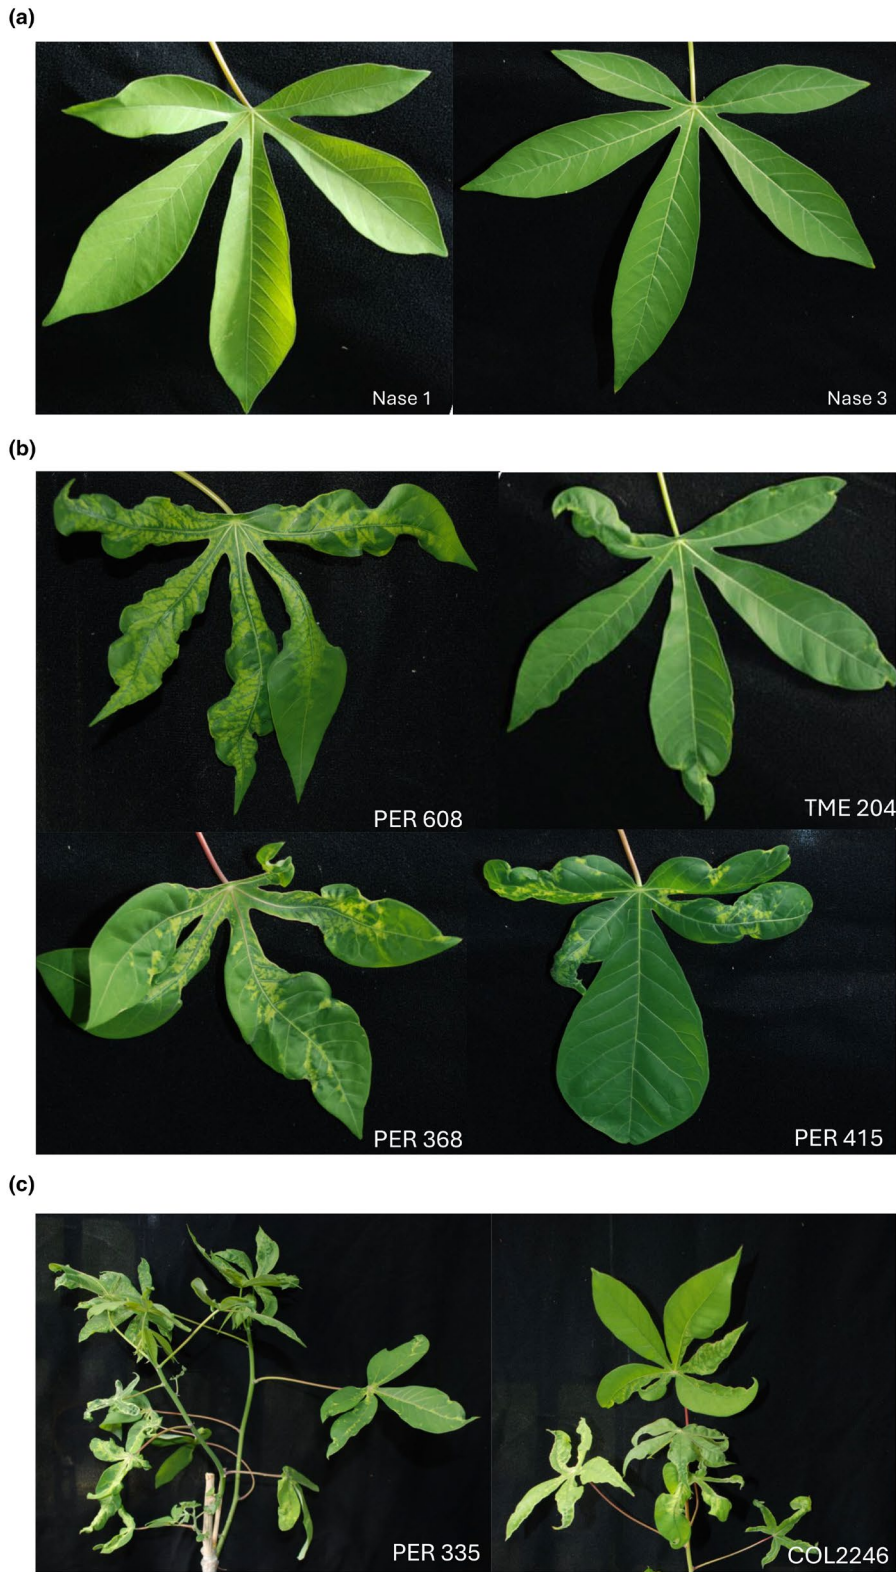 (a)
Nase 1
Nase 3
(b)
PER 608
TME 204
PER 368
PER 415
(c)
PER 335
COL2246